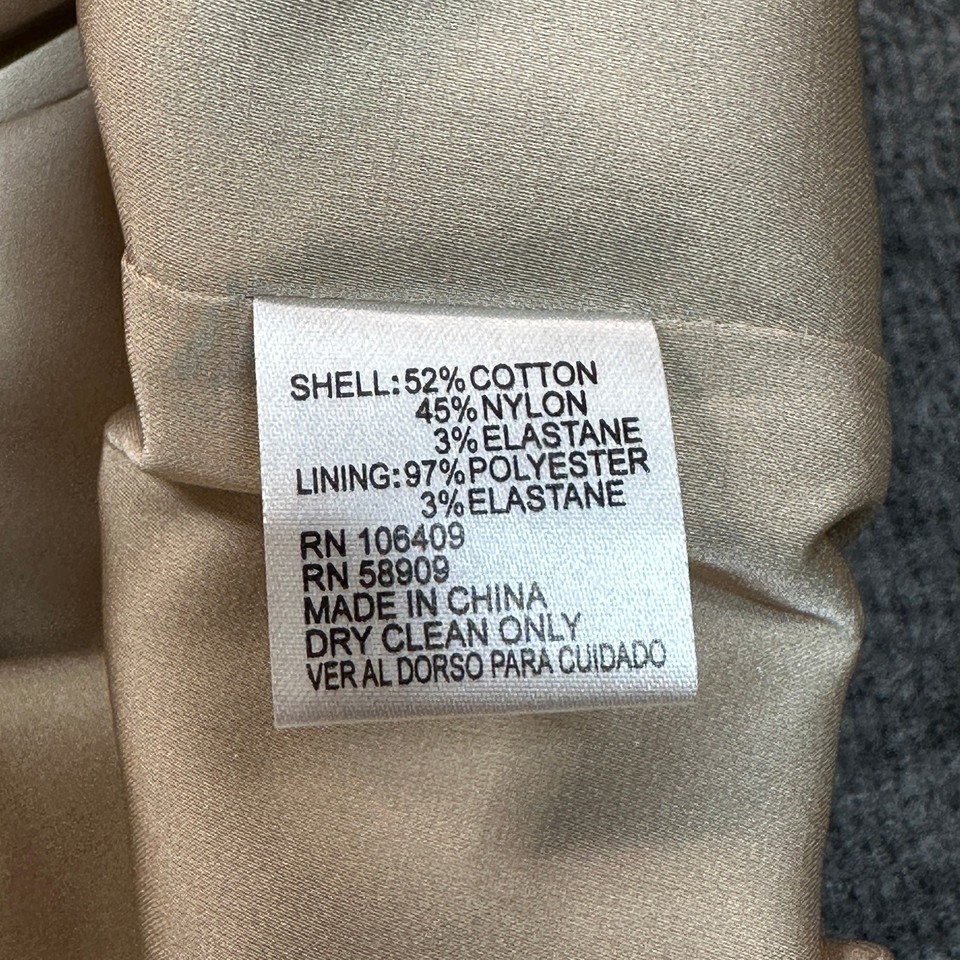 SHELL: 52% COTTON
45% NYLON
3% ELASTANE
LINING: 97% POLYESTER
3% ELASTANE
RN 106409
RN 58909
MADE IN CHINA
DRY CLEAN ONLY
VER AL DORSO PARA CUIDADO